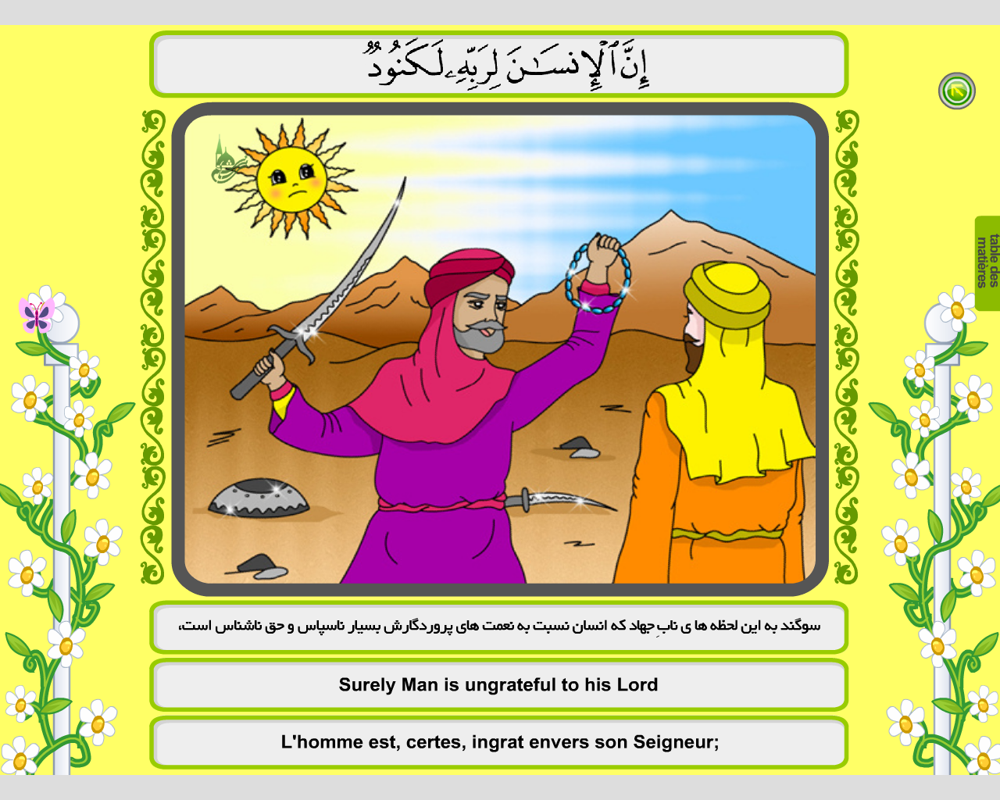 إِنَّ ٱلْإِنسَـٰنَ لِرَبِّهِۦ لَكَنُودٌ
table des
matières
سوگند به این لحظه ها ی نابِ جهاد که انسان نسبت به نعمت های پروردگارش بسیار ناسپاس و حق ناشناس است،
Surely Man is ungrateful to his Lord
L'homme est, certes, ingrat envers son Seigneur;